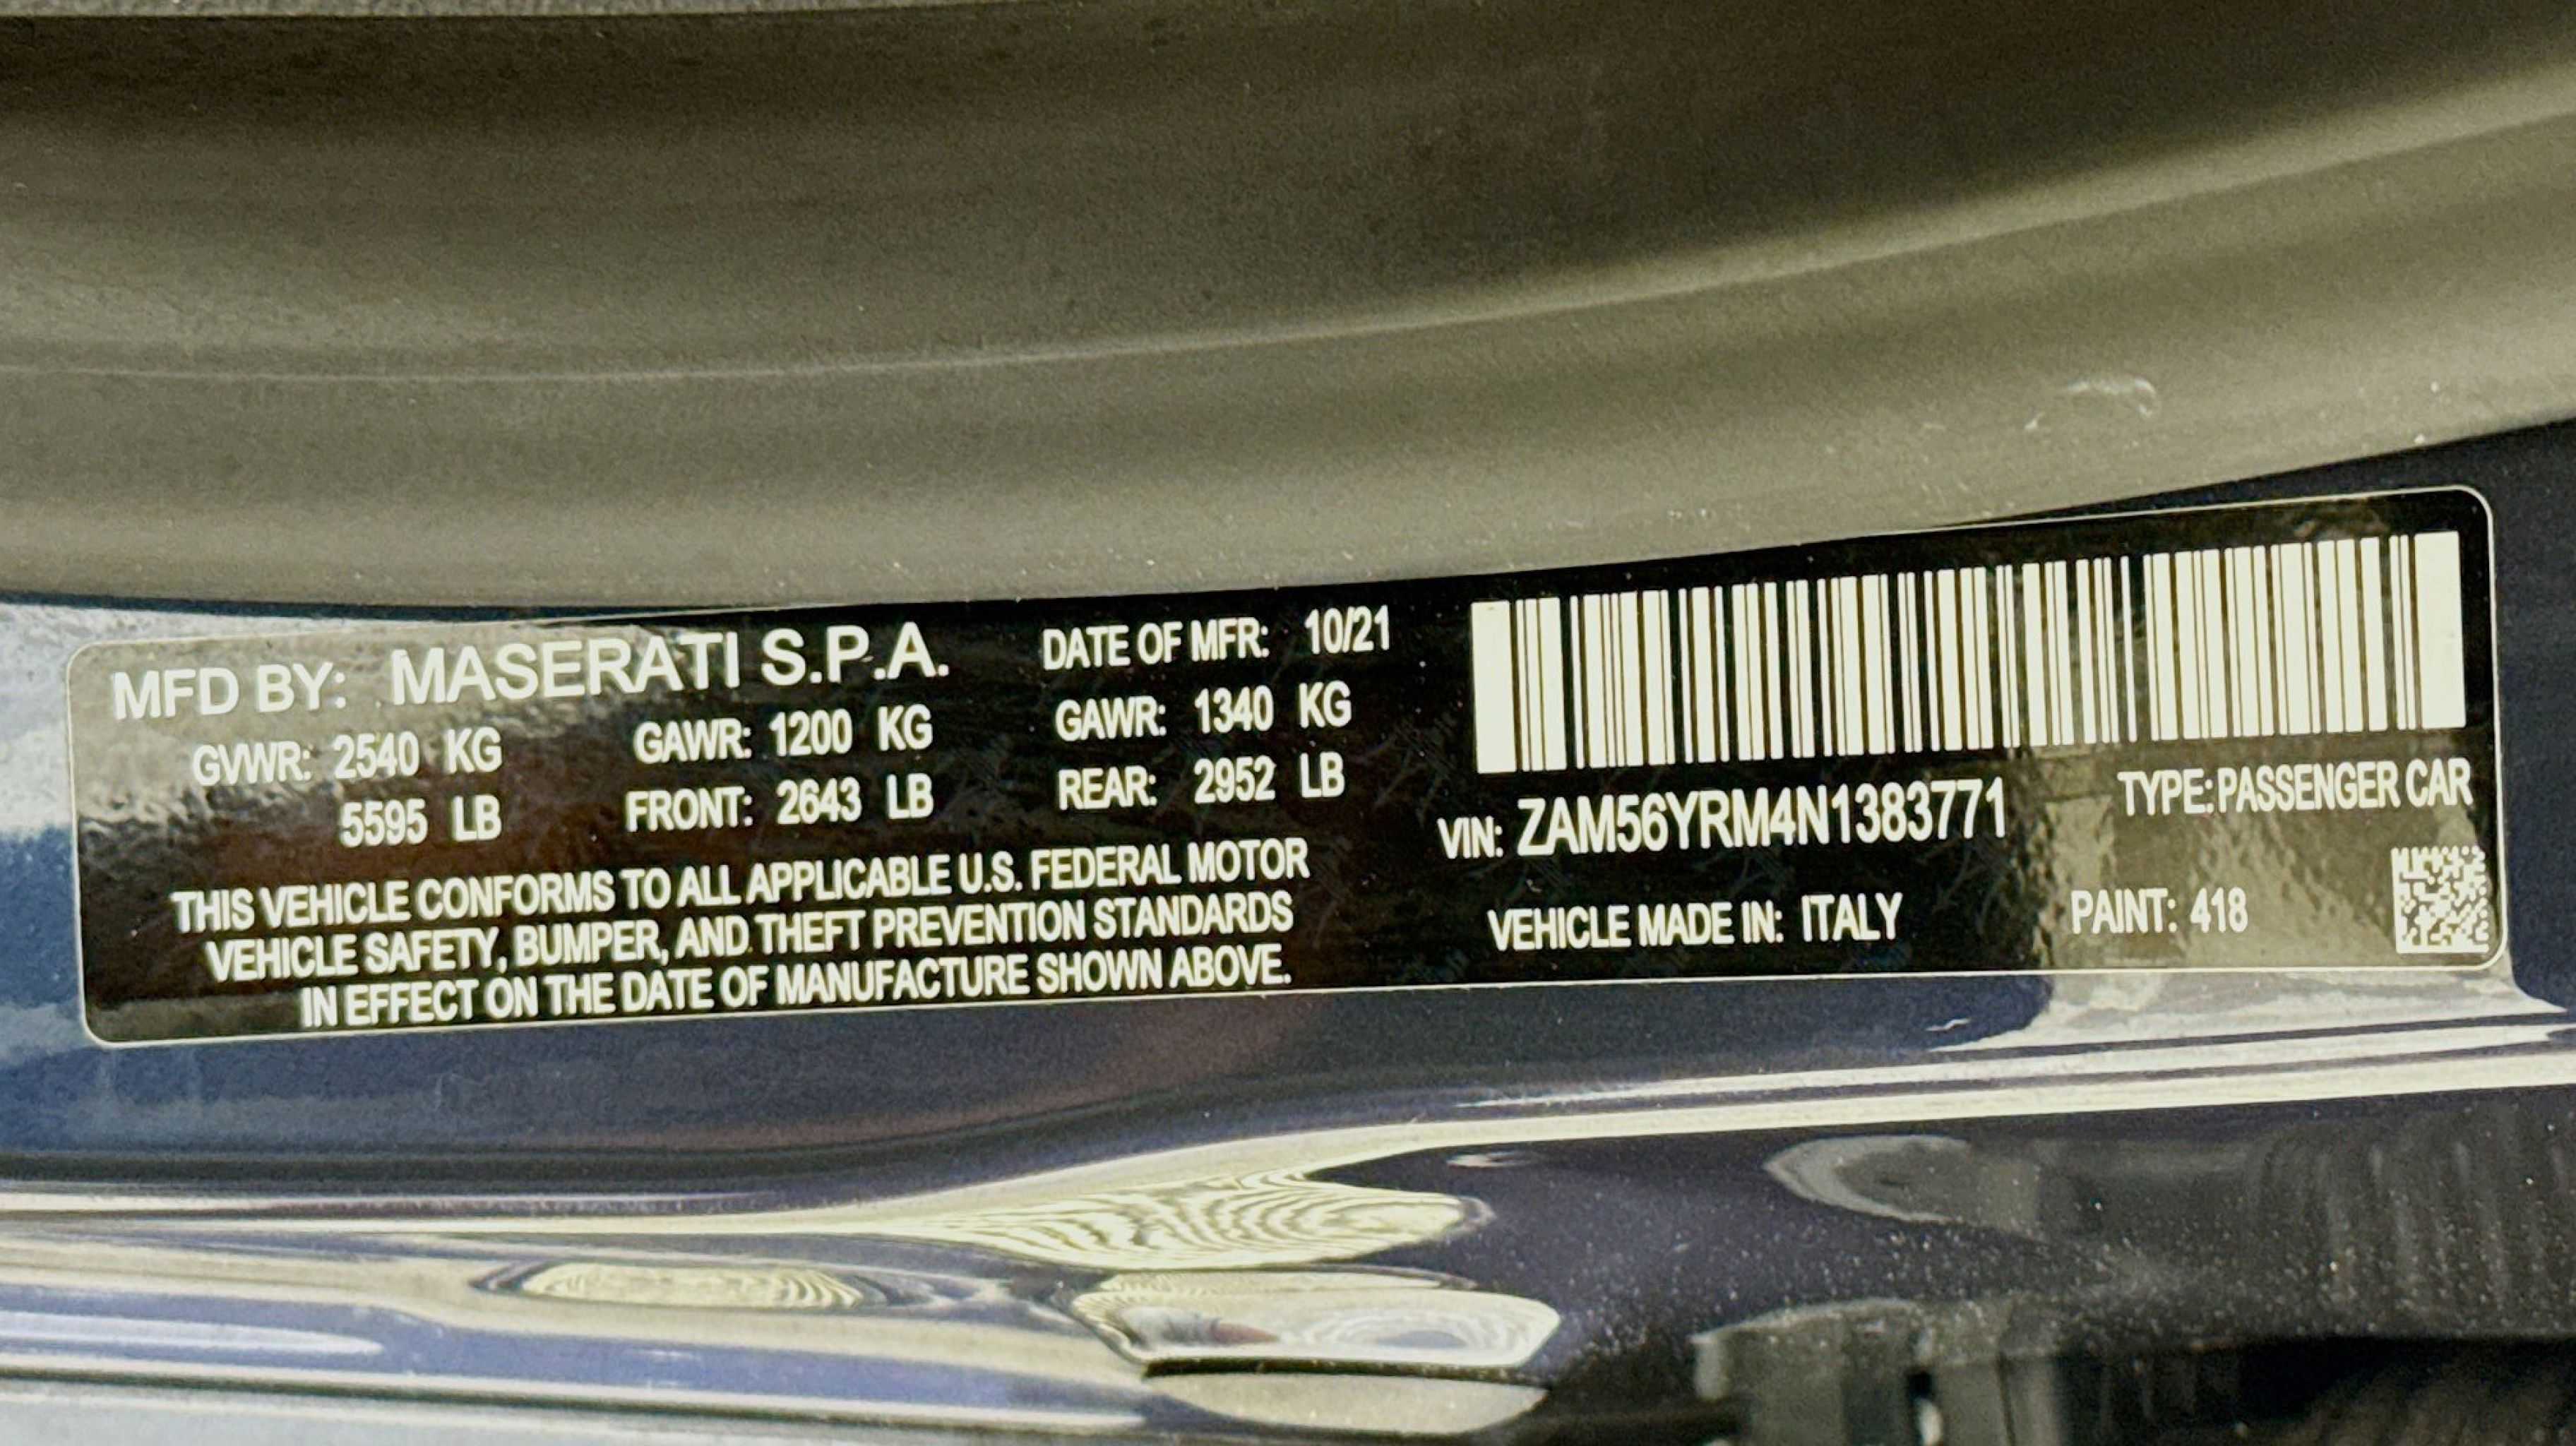 MFD BY: MASERATI S.P.A. DATE OF MFR: 10/21
GVWR: 2540 KG GAWR: 1200 KG GAWR: 1340 KG
5595 LB FRONT: 2643 LB REAR: 2952 LB
THIS VEHICLE CONFORMS TO ALL APPLICABLE U.S. FEDERAL MOTOR
VEHICLE SAFETY, BUMPER, AND THEFT PREVENTION STANDARDS
IN EFFECT ON THE DATE OF MANUFACTURE SHOWN ABOVE.
VIN: ZAM56YRM4N1383771 TYPE: PASSENGER CAR
VEHICLE MADE IN: ITALY PAINT: 418